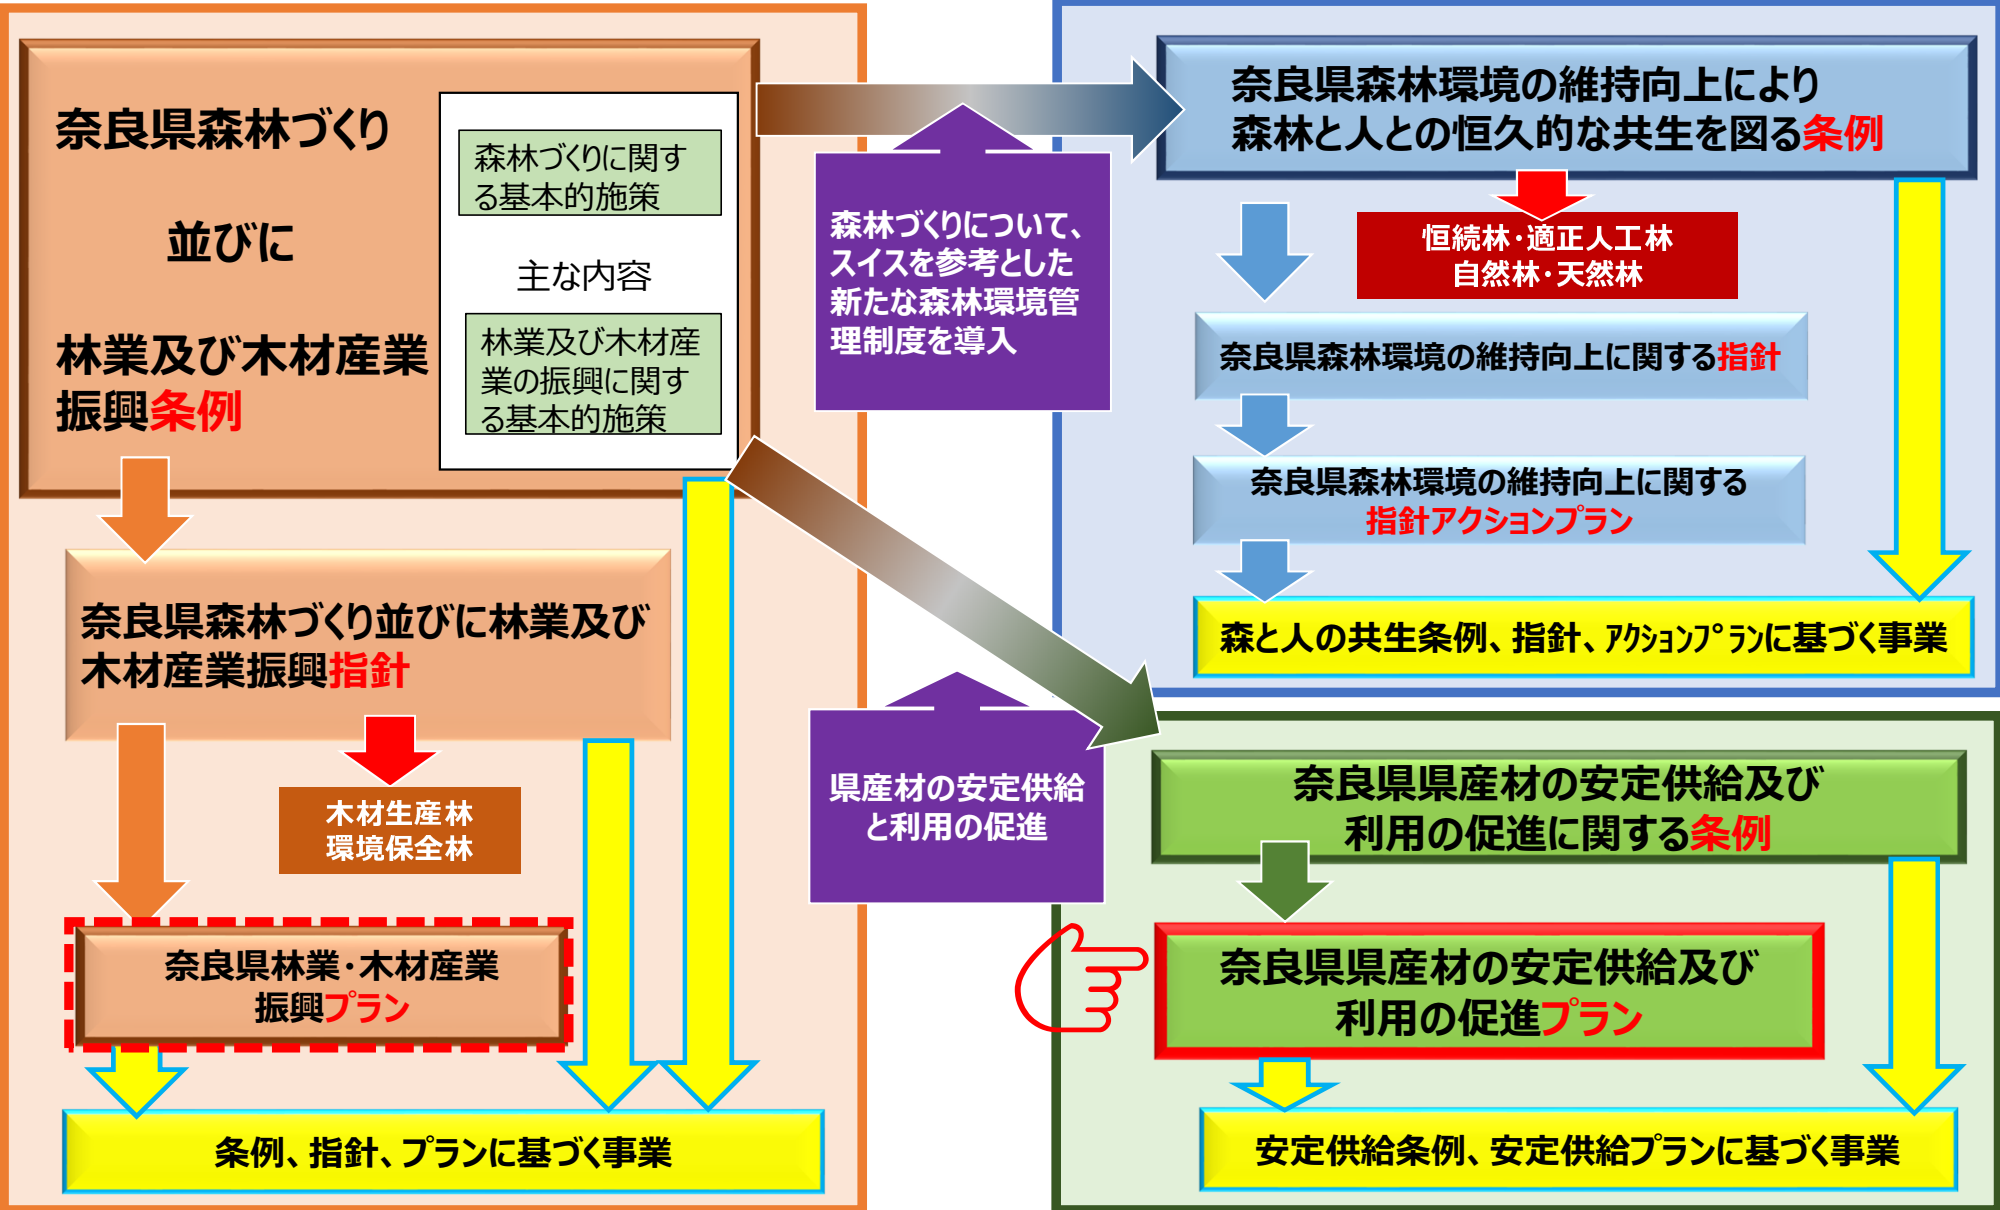 奈良県森林づくり
並びに
林業及び木材産業
振興条例
森林づくりに関す
る基本的施策
主な内容
林業及び木材産
業の振興に関す
る基本的施策
奈良県森林づくり並びに林業及び
木材産業振興指針
木材生産林
環境保全林
奈良県林業・木材産業
振興プラン
条例、指針、プランに基づく事業
森林づくりについて、
スイスを参考とした
新たな森林環境管
理制度を導入
県産材の安定供給
と利用の促進
奈良県森林環境の維持向上により
森林と人との恒久的な共生を図る条例
恒続林・適正人工林
自然林・天然林
奈良県森林環境の維持向上に関する指針
奈良県森林環境の維持向上に関する
指針アクションプラン
森と人の共生条例、指針、ｱｸｼｮﾝﾌﾟﾗﾝに基づく事業
奈良県県産材の安定供給及び
利用の促進に関する条例
奈良県県産材の安定供給及び
利用の促進プラン
安定供給条例、安定供給プランに基づく事業